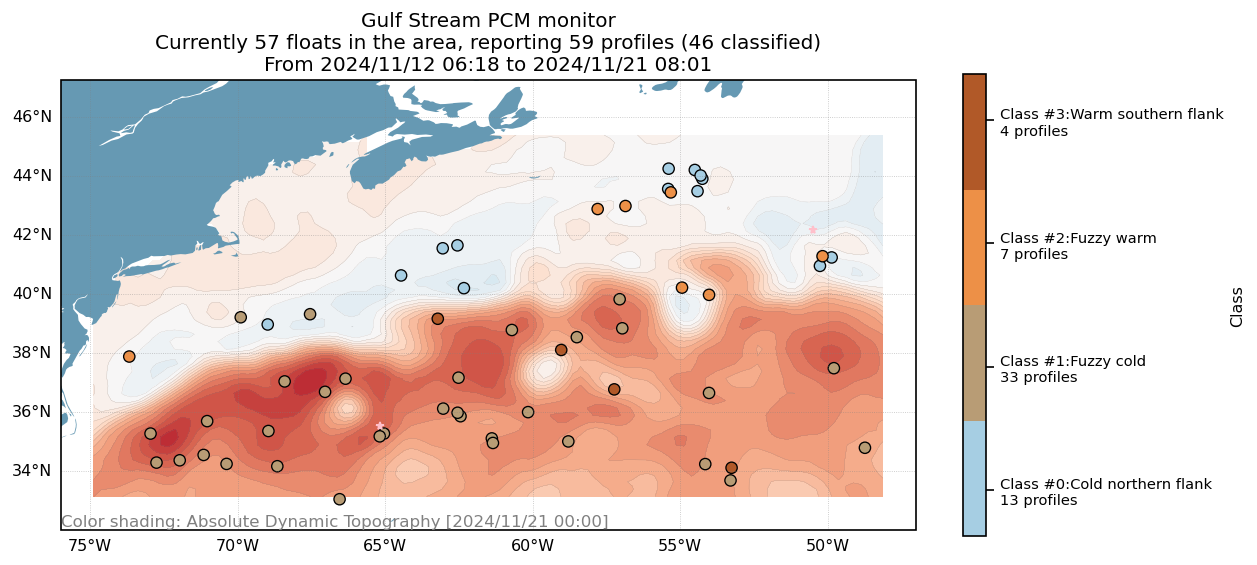 Gulf Stream PCM monitor
Currently 57 floats in the area, reporting 59 profiles (46 classified)
From 2024/11/12 06:18 to 2024/11/21 08:01
46°N
44°N
42°N
40°N
38°N
36°N
34°N
Color shading: Absolute Dynamic Topography [2024/11/21 00:00]
75°W
70°W
65°W
60°W
55°W
50°W
Class #3:Warm southern flank
4 profiles
Class #2:Fuzzy warm
7 profiles
Class #1:Fuzzy cold
33 profiles
Class #0:Cold northern flank
13 profiles
Class